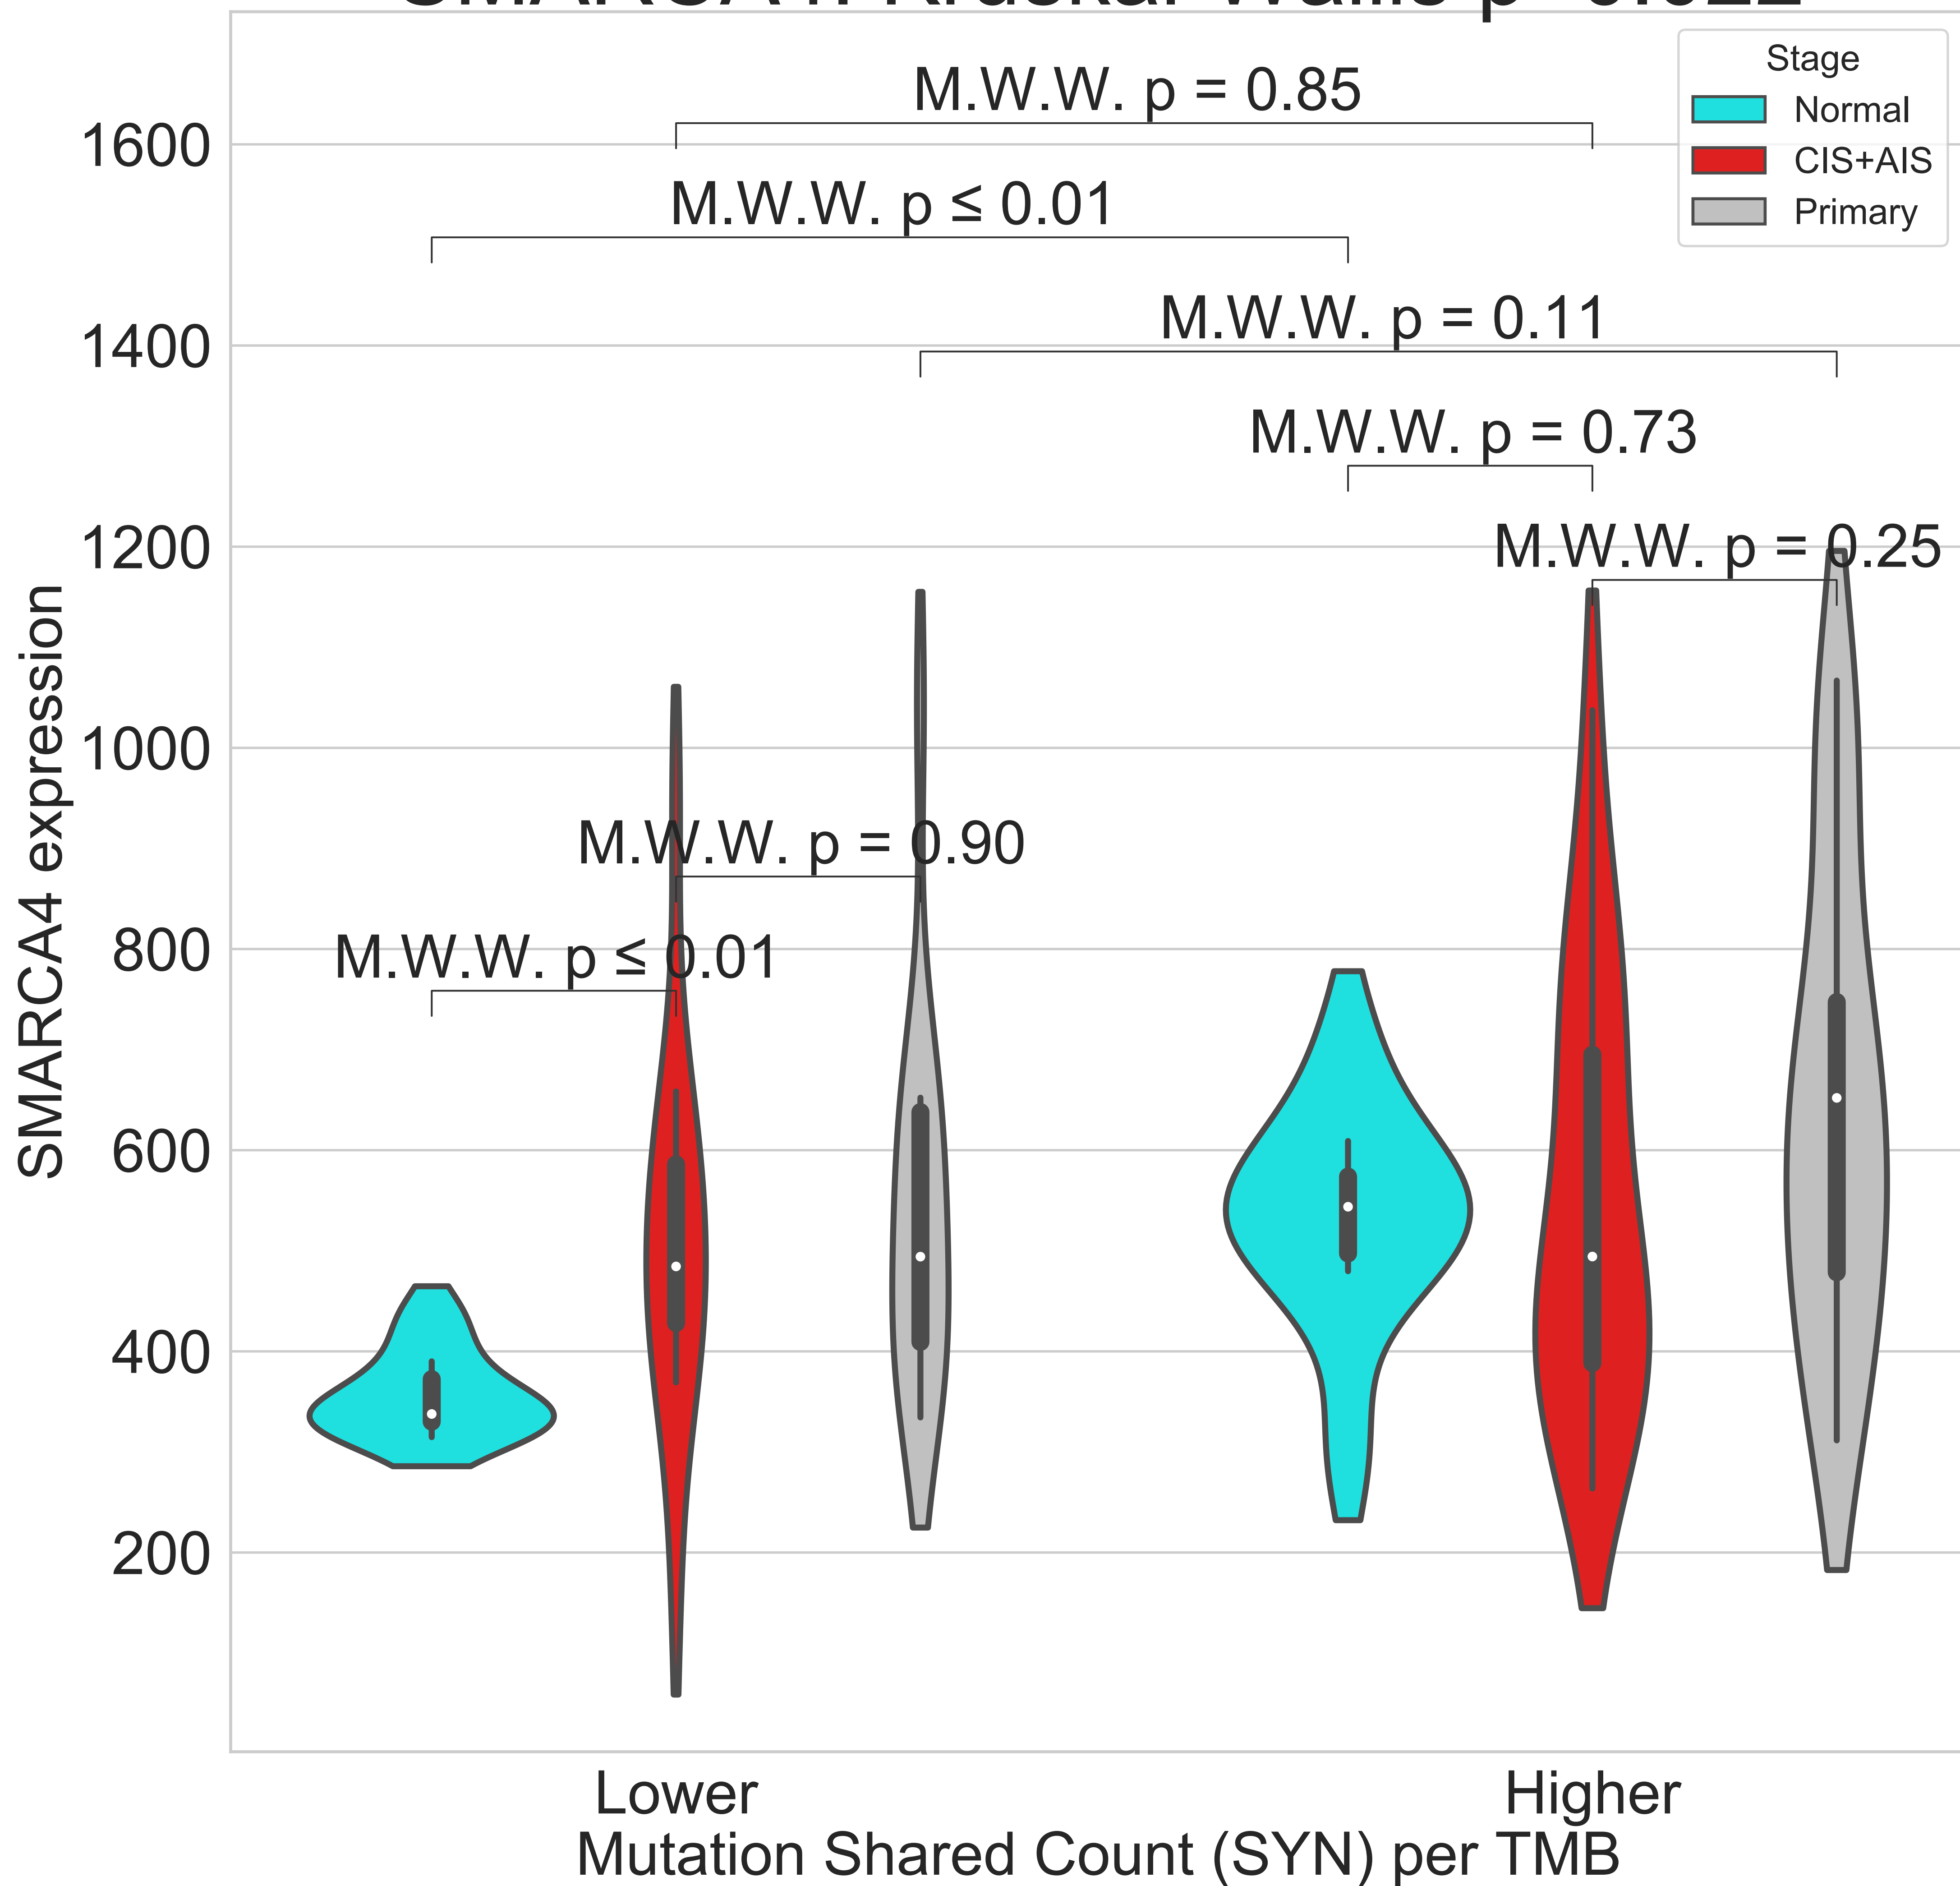 Stage
Normal
CIS+AIS
Primary
M.W.W. p = 0.85
M.W.W. p ≤ 0.01
M.W.W. p = 0.11
M.W.W. p = 0.73
M.W.W. p = 0.25
M.W.W. p = 0.90
M.W.W. p ≤ 0.01
1600
1400
1200
1000
800
600
400
200
SMARCA4 expression
Lower
Higher
Mutation Shared Count (SYN) per TMB